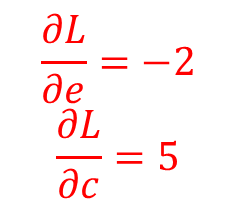 ∂L/∂e = −2
∂L/∂c = 5